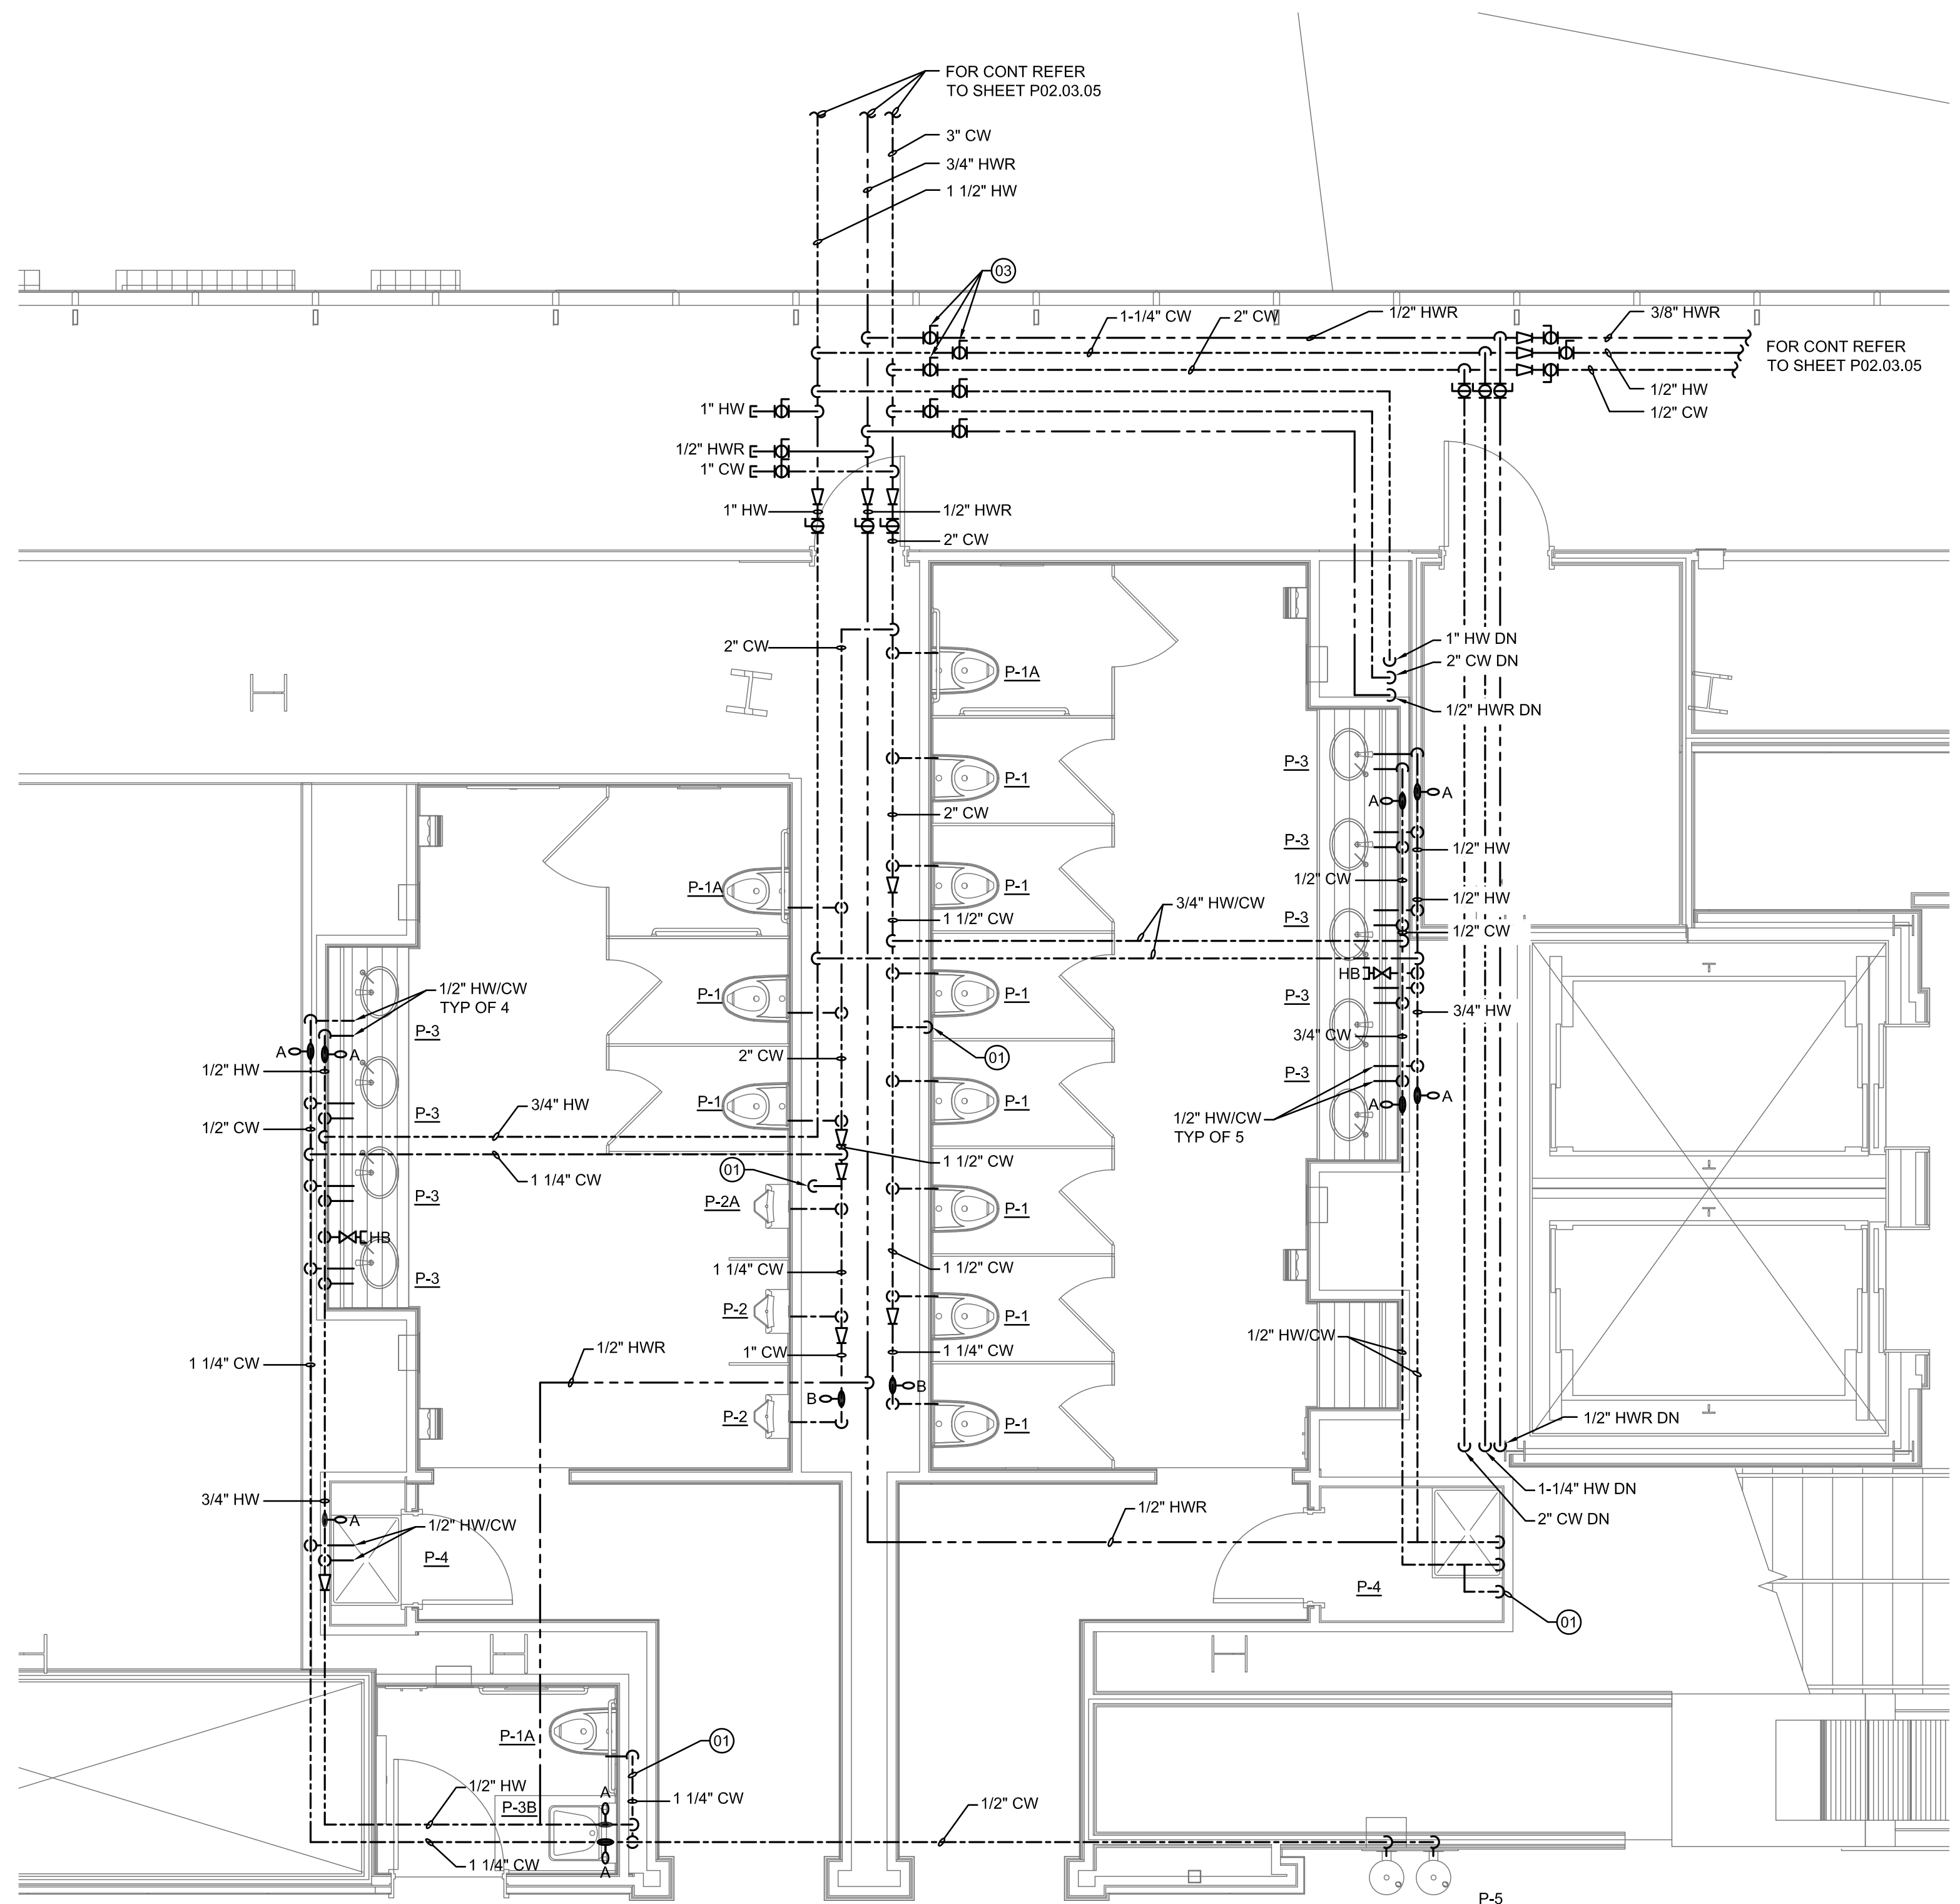 FOR CONT REFER
TO SHEET P02.03.05
3" CW
3/4" HWR
1 1/2" HW
03
1-1/4" CW
2" CW
1/2" HWR
3/8" HWR
FOR CONT REFER
TO SHEET P02.03.05
1/2" HW
1/2" CW
1" HW
1/2" HWR
1" CW
1" HW
1/2" HWR
2" CW
2" CW
1" HW DN
2" CW DN
1/2" HWR DN
P-1A
P-3
P-1
A
A
2" CW
P-3
1/2" HW
1/2" CW
P-1A
P-1
1/2" HW
1 1/2" CW
3/4" HW/CW
P-3
1/2" CW
HB
1/2" HW/CW
TYP OF 4
P-1
P-1
P-3
3/4" HW
P-3
3/4" CW
A
A
2" CW
01
1/2" HW
P-3
P-1
P-1
A
A
3/4" HW
P-3
1/2" CW
1/2" HW/CW
TYP OF 5
1 1/2" CW
01
1 1/4" CW
P-3
P-2A
P-1
HB
1 1/4" CW
1 1/2" CW
P-3
P-2
P-1
1/2" HW/CW
1/2" HWR
1" CW
1 1/4" CW
1 1/4" CW
B
B
P-2
P-1
1/2" HWR DN
3/4" HW
1-1/4" HW DN
1/2" HWR
A
1/2" HW/CW
2" CW DN
P-4
P-4
01
P-1A
01
1/2" HW
A
1 1/4" CW
P-3B
1/2" CW
1 1/4" CW
A
P-5